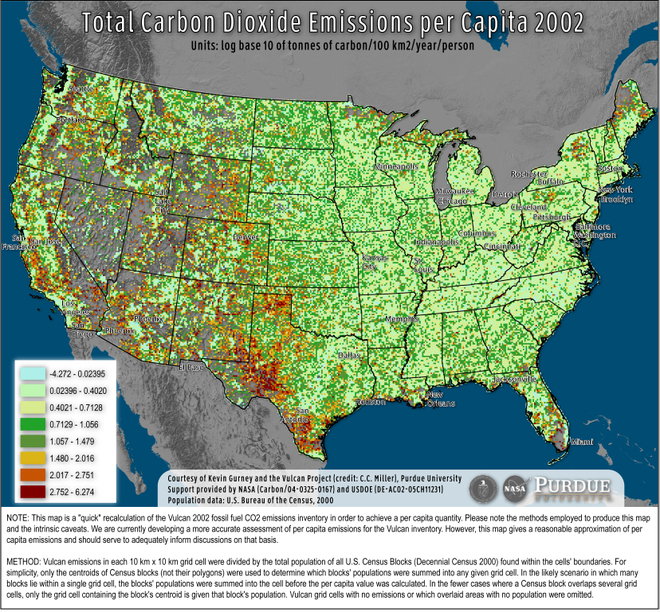 Total Carbon Dioxide Emissions per Capita 2002
Units: log base 10 of tonnes of carbon/100 km2/year/person
Seattle
Portland
Minneapolis
Rochester
Buffalo
Boston
Milwaukee
Chicago
Detroit
New York
Brooklyn
Cleveland
Pittsburgh
Salt
Lake
City
Denver
Columbus
Indianapolis
Cincinnati
Baltimore
Washington
San Jose
San
Francisco
Kansas
City
St.
Louis
Los
Angeles
San
Diego
Phoenix
Phoenix
Memphis
El Paso
Dallas
Jacksonville
San
Antonio
Houston
New
Orleans
Miami
-4.272 - 0.02395
0.02396 - 0.4020
0.4021 - 0.7128
0.7129 - 1.056
1.057 - 1.479
1.480 - 2.016
2.017 - 2.751
2.752 - 6.274
Courtesy of Kevin Gurney and the Vulcan Project (credit: C.C. Miller), Purdue University
Support provided by NASA (Carbon/04-0325-0167) and USDOE (DE-AC02-05CH11231)
Population data: U.S. Bureau of the Census, 2000
NASA
PURDUE
UNIVERSITY
NOTE: This map is a "quick" recalculation of the Vulcan 2002 fossil fuel CO2 emissions inventory in order to achieve a per capita quantity. Please note the methods employed to produce this map
and the intrinsic caveats. We are currently developing a more accurate assessment of per capita emissions for the Vulcan inventory. However, this map gives a reasonable approximation of per
capita emissions and should serve to adequately inform discussions on that basis.
METHOD: Vulcan emissions in each 10 km x 10 km grid cell were divided by the total population of all U.S. Census Blocks (Decennial Census 2000) found within the cells' boundaries. For
simplicity, only the centroids of Census blocks (not their polygons) were used to determine which blocks' populations were summed into any given grid cell. In the likely scenario in which many
blocks lie within a single grid cell, the blocks' populations were summed into the cell before the per capita value was calculated. In the fewer cases where a Census block overlaps several grid
cells, only the grid cell containing the block's centroid is given that block's population. Vulcan grid cells with no emissions or which overlaid areas with no population were omitted.